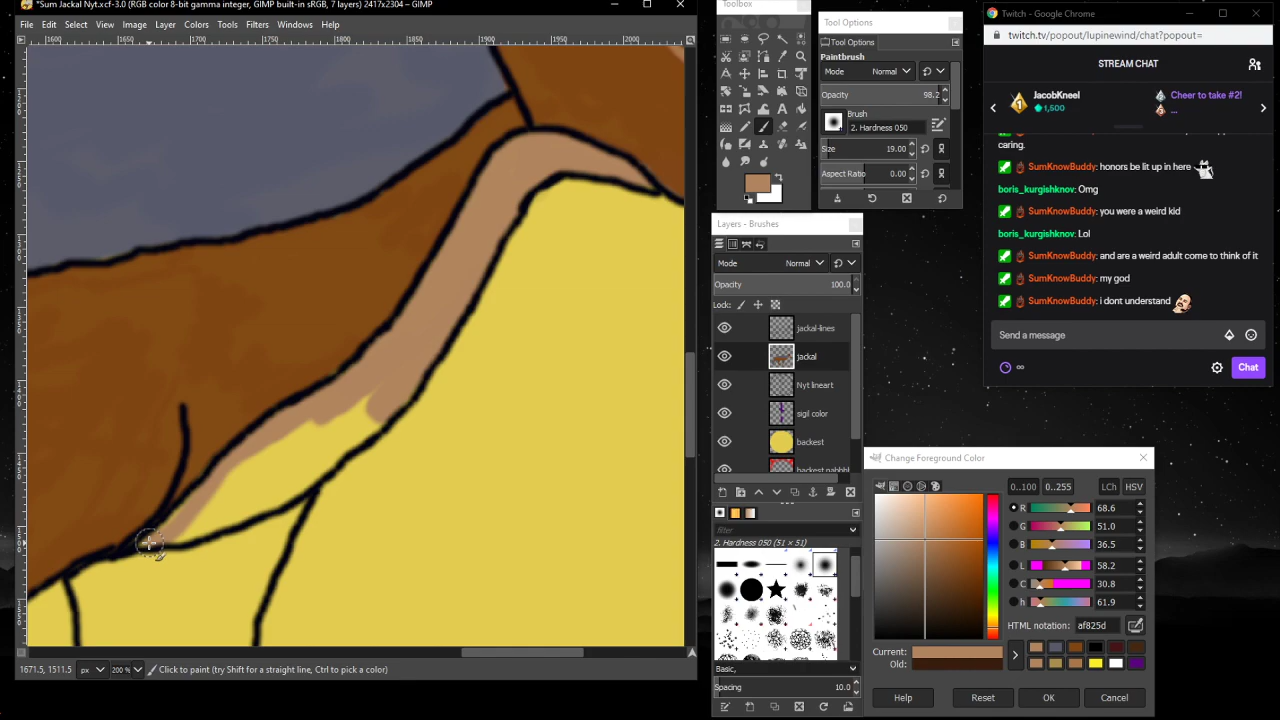 *Sum Jackal Nyt.xcf-3.0 (RGB color 8-bit gamma integer, GIMP built-in sRGB, 7 layers) 2417x2304 – GIMP
File Edit Select View Image Layer Colors Tools Filters Windows Help
1600 1700 1800 1900 2000
1671.5, 1511.5 px 200 % Click to paint (try Shift for a straight line, Ctrl to pick a color)
Toolbox
Tool Options
Tool Options
Paintbrush
Mode Normal
Opacity 98.2
Brush
2. Hardness 050
Size 19.00
Aspect Ratio 0.00
Layers - Brushes
Mode Normal
Opacity 100.0
Lock:
jackal-lines
jackal
Nyt lineart
sigil color
backest
filter
2. Hardness 050 (51 × 51)
Basic,
Spacing 10.0
Twitch - Google Chrome
twitch.tv/popout/lupinewind/chat?popout=
STREAM CHAT
1 JacobKneel
1,500
Cheer to take #2!
...
caring.
SumKnowBuddy: honors be lit up in here
boris_kurgishknov: Omg
SumKnowBuddy: you were a weird kid
boris_kurgishknov: Lol
SumKnowBuddy: and are a weird adult come to think of it
SumKnowBuddy: my god
SumKnowBuddy: i dont understand
Send a message
∞ Chat
Change Foreground Color
0..100 0..255 LCh HSV
R 68.6
G 51.0
B 36.5
L 58.2
C 30.8
h 61.9
HTML notation: af825d
Current:
Old:
Help Reset OK Cancel